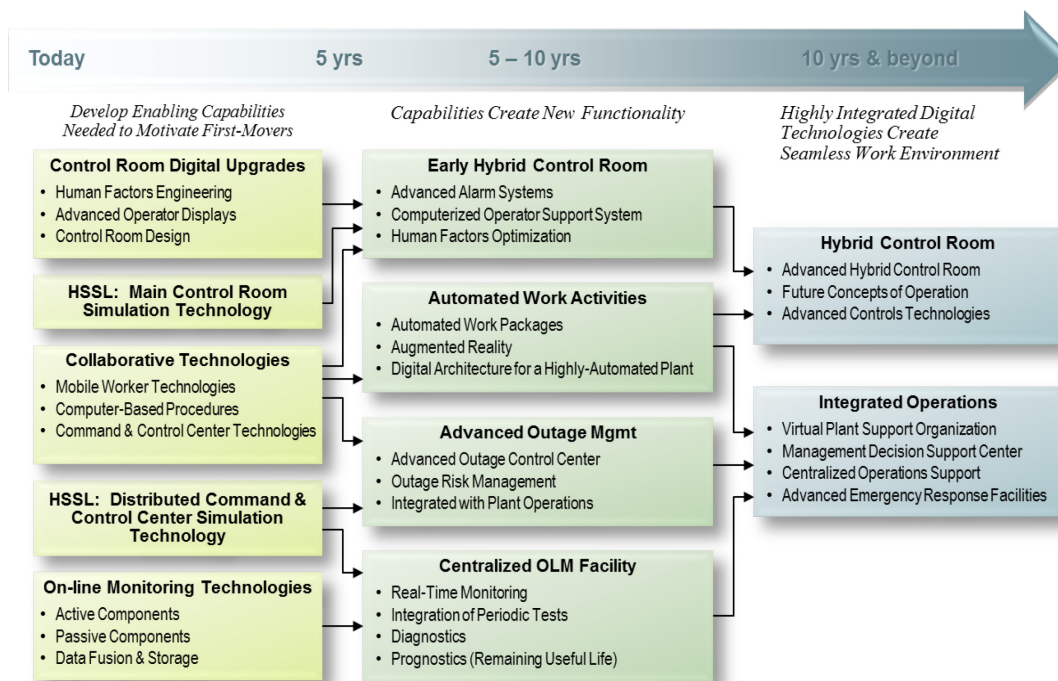 Today
5 yrs
5 – 10 yrs
10 yrs & beyond
Develop Enabling Capabilities
Needed to Motivate First-Movers
Capabilities Create New Functionality
Highly Integrated Digital
Technologies Create
Seamless Work Environment
Control Room Digital Upgrades
• Human Factors Engineering
• Advanced Operator Displays
• Control Room Design
HSSL: Main Control Room
Simulation Technology
Collaborative Technologies
• Mobile Worker Technologies
• Computer-Based Procedures
• Command & Control Center Technologies
HSSL: Distributed Command &
Control Center Simulation
Technology
On-line Monitoring Technologies
• Active Components
• Passive Components
• Data Fusion & Storage
Early Hybrid Control Room
• Advanced Alarm Systems
• Computerized Operator Support System
• Human Factors Optimization
Automated Work Activities
• Automated Work Packages
• Augmented Reality
• Digital Architecture for a Highly-Automated Plant
Advanced Outage Mgmt
• Advanced Outage Control Center
• Outage Risk Management
• Integrated with Plant Operations
Centralized OLM Facility
• Real-Time Monitoring
• Integration of Periodic Tests
• Diagnostics
• Prognostics (Remaining Useful Life)
Hybrid Control Room
• Advanced Hybrid Control Room
• Future Concepts of Operation
• Advanced Controls Technologies
Integrated Operations
• Virtual Plant Support Organization
• Management Decision Support Center
• Centralized Operations Support
• Advanced Emergency Response Facilities